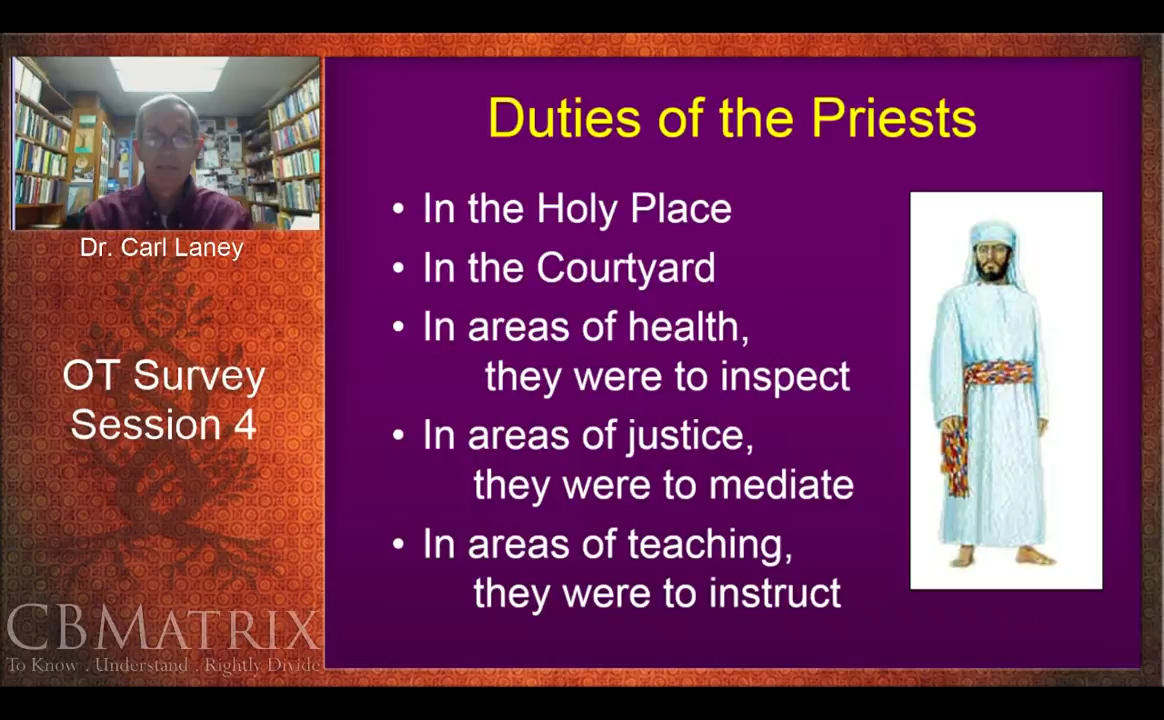 Duties of the Priests
• In the Holy Place
• In the Courtyard
• In areas of health,
they were to inspect
• In areas of justice,
they were to mediate
• In areas of teaching,
they were to instruct
Dr. Carl Laney
OT Survey
Session 4
CBMATRIX
To Know . Understand . Rightly Divide